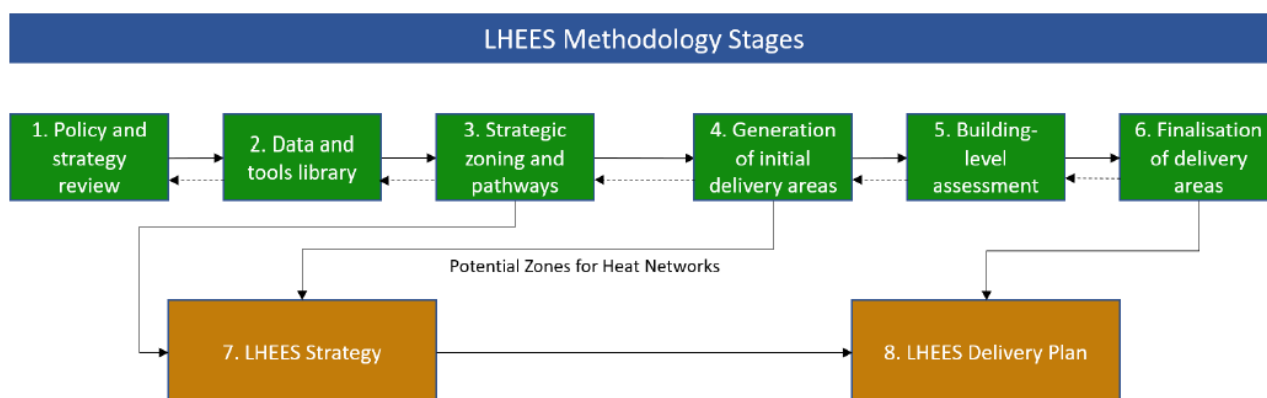 LHEES Methodology Stages
1. Policy and
strategy
review
2. Data and
tools library
3. Strategic
zoning and
pathways
4. Generation
of initial
delivery areas
5. Building-
level
assessment
6. Finalisation
of delivery
areas
Potential Zones for Heat Networks
7. LHEES Strategy
8. LHEES Delivery Plan